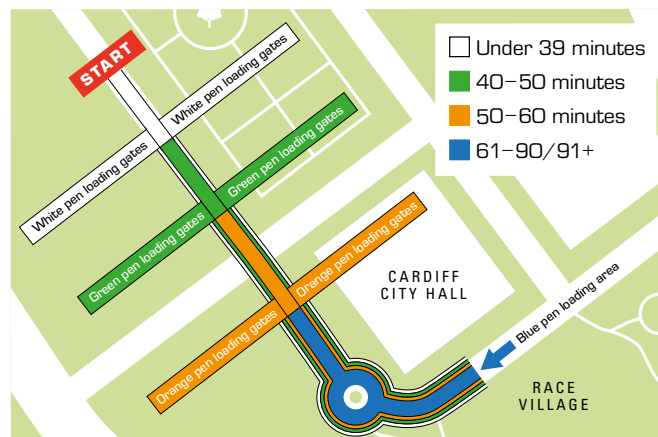 START
White pen loading gates
White pen loading gates
Green pen loading gates
Green pen loading gates
Orange pen loading gates
Orange pen loading gates
Under 39 minutes
40–50 minutes
50–60 minutes
61–90/91+
CARDIFF
CITY HALL
Blue pen loading area
RACE
VILLAGE